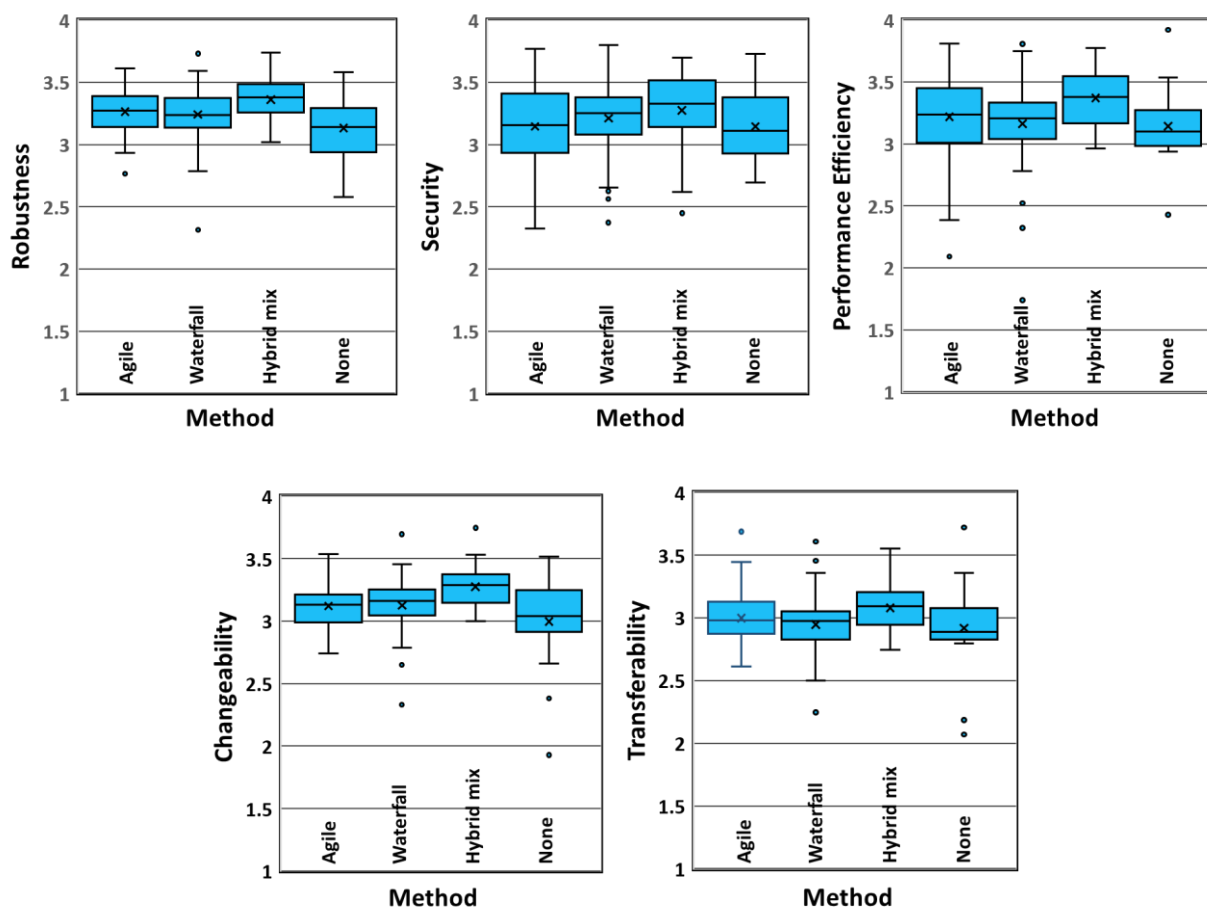 Robustness
4
3.5
3
2.5
2
1.5
1
Agile
Waterfall
Hybrid mix
None
Method
Security
4
3.5
3
2.5
2
1.5
1
Agile
Waterfall
Hybrid mix
None
Method
Performance Efficiency
4
3.5
3
2.5
2
1.5
1
Agile
Waterfall
Hybrid mix
None
Method
Changeability
4
3.5
3
2.5
2
1.5
1
Agile
Waterfall
Hybrid mix
None
Method
Transferability
4
3.5
3
2.5
2
1.5
1
Agile
Waterfall
Hybrid mix
None
Method